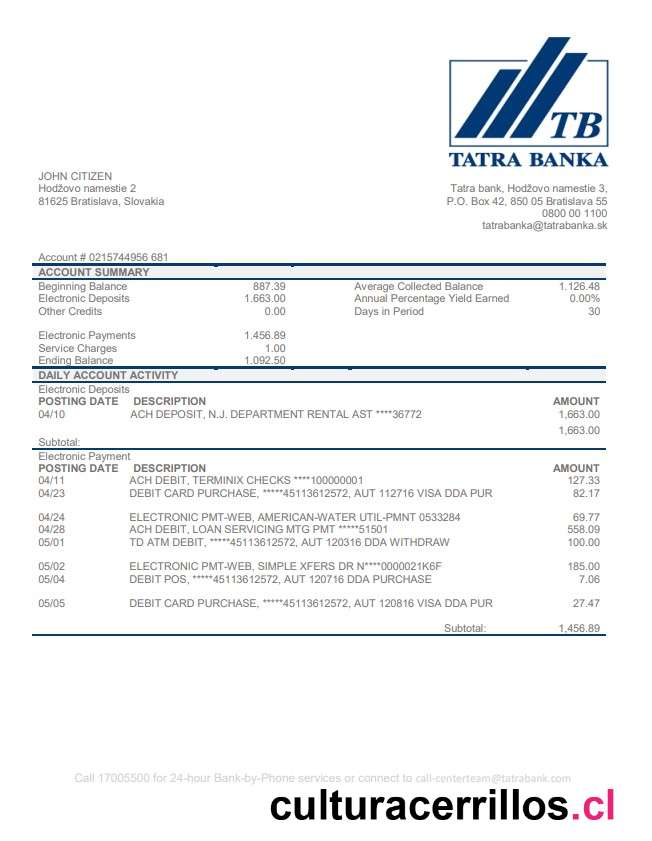 TB
TATRA BANKA
JOHN CITIZEN
Hodžovo namestie 2
81625 Bratislava, Slovakia
Tatra bank, Hodžovo namestie 3,
P.O. Box 42, 850 05 Bratislava 55
0800 00 1100
tatrabanka@tatrabanka.sk
Account # 0215744956 681
ACCOUNT SUMMARY
Beginning Balance 887.39 Average Collected Balance 1.126.48
Electronic Deposits 1.663.00 Annual Percentage Yield Earned 0.00%
Other Credits 0.00 Days in Period 30
Electronic Payments 1.456.89
Service Charges 1.00
Ending Balance 1.092.50
DAILY ACCOUNT ACTIVITY
Electronic Deposits
POSTING DATE DESCRIPTION AMOUNT
04/10 ACH DEPOSIT, N.J. DEPARTMENT RENTAL AST ****36772 1,663.00
1,663.00
Subtotal:
Electronic Payment
POSTING DATE DESCRIPTION AMOUNT
04/11 ACH DEBIT, TERMINIX CHECKS ****100000001 127.33
04/23 DEBIT CARD PURCHASE, *****45113612572, AUT 112716 VISA DDA PUR 82.17
04/24 ELECTRONIC PMT-WEB, AMERICAN-WATER UTIL-PMNT 0533284 69.77
04/28 ACH DEBIT, LOAN SERVICING MTG PMT *****51501 558.09
05/01 TD ATM DEBIT, *****45113612572, AUT 120316 DDA WITHDRAW 100.00
05/02 ELECTRONIC PMT-WEB, SIMPLE XFERS DR N****0000021K6F 185.00
05/04 DEBIT POS, *****45113612572, AUT 120716 DDA PURCHASE 7.06
05/05 DEBIT CARD PURCHASE, *****45113612572, AUT 120816 VISA DDA PUR 27.47
Subtotal: 1,456.89
Call 17005500 for 24-hour Bank-by-Phone services or connect to call-centerteam@tatrabank.com
culturacerrillos.cl